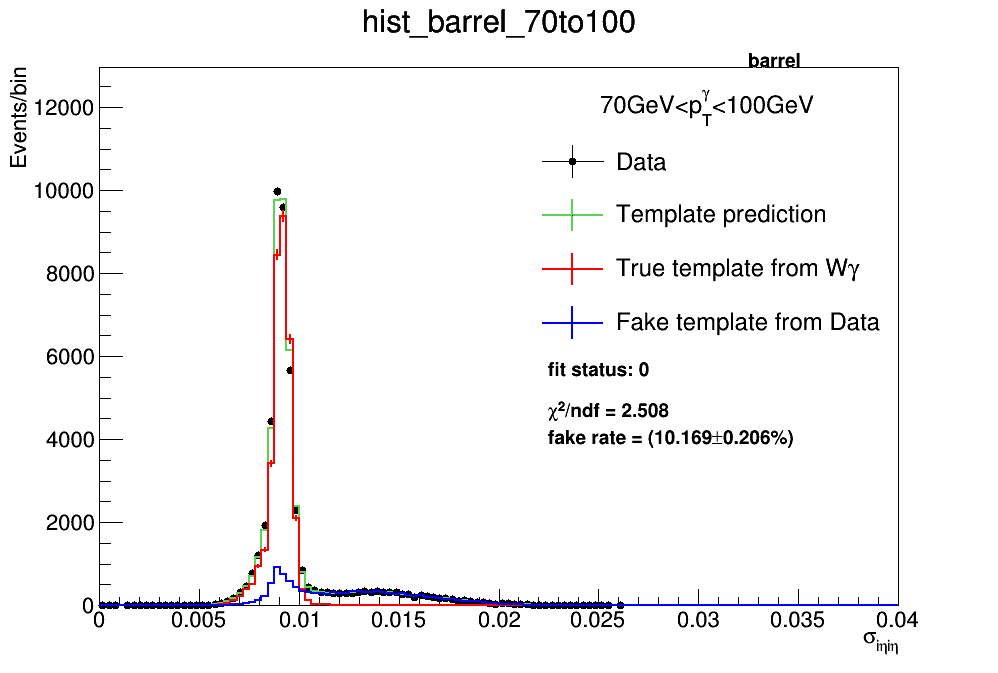 hist_barrel_70to100
barrel
Events/bin
70GeV<p_T^γ<100GeV
Data
Template prediction
True template from Wγ
Fake template from Data
fit status: 0
χ²/ndf = 2.508
fake rate = (10.169±0.206%)
12000
10000
8000
6000
4000
2000
0
0 0.005 0.01 0.015 0.02 0.025 0.03 0.035 0.04
σ_iηiη